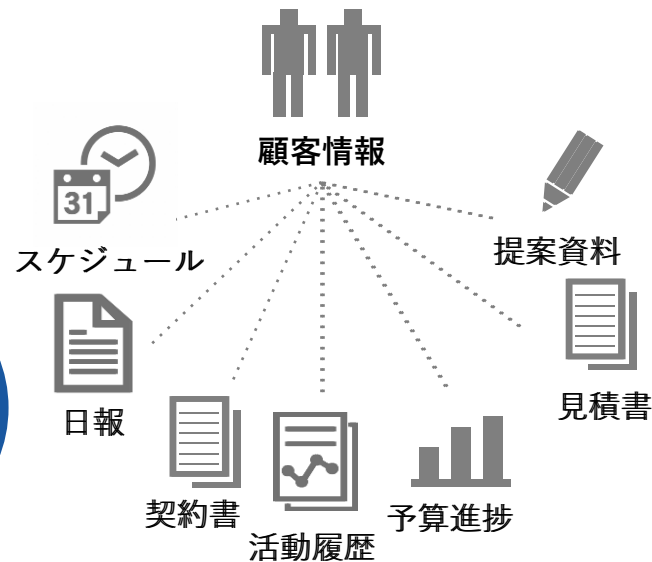 顧客情報
31
スケジュール
提案資料
日報
見積書
契約書
活動履歴
予算進捗